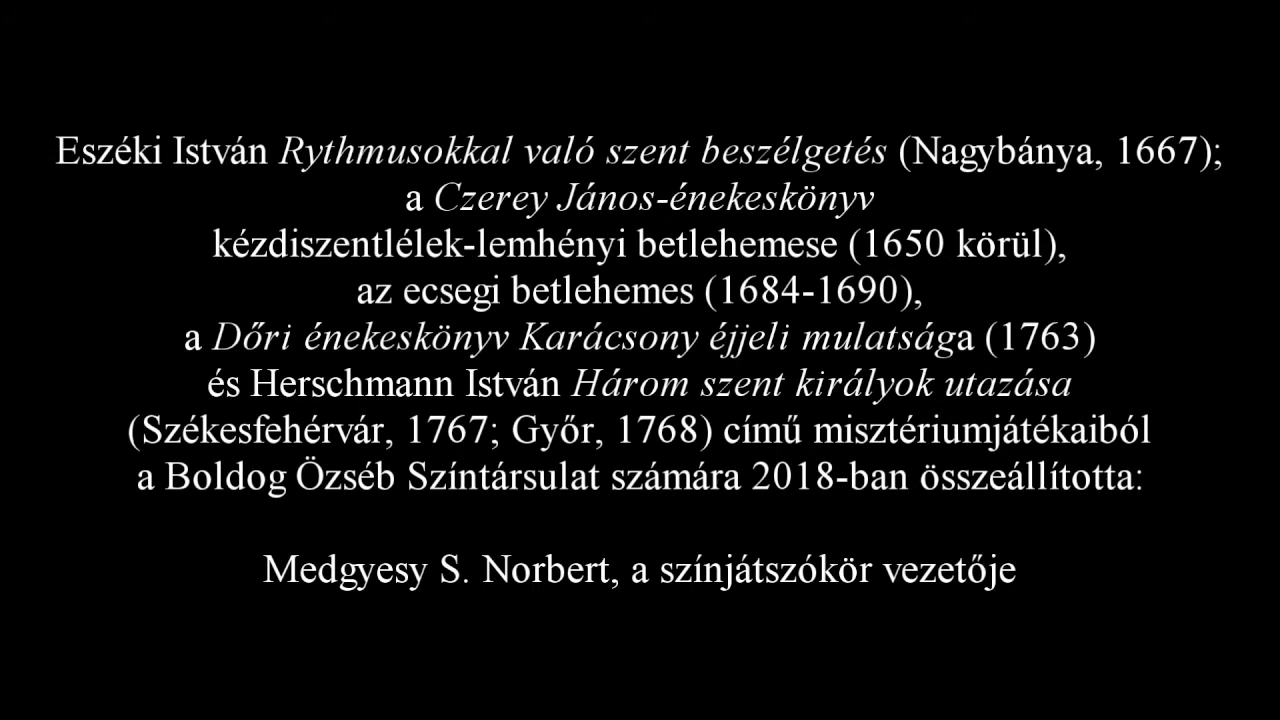 Eszéki István Rythmusokkal való szent beszélgetés (Nagybánya, 1667);
a Czerey János-énekeskönyv
kézdiszentlélek-lemhényi betlehemese (1650 körül),
az ecsegi betlehemes (1684-1690),
a Dőri énekeskönyv Karácsony éjjeli mulatsága (1763)
és Herschmann István Három szent királyok utazása
(Székesfehérvár, 1767; Győr, 1768) című misztériumjátékaiból
a Boldog Özséb Színtársulat számára 2018-ban összeállította:
Medgyesy S. Norbert, a színjátszókör vezetője